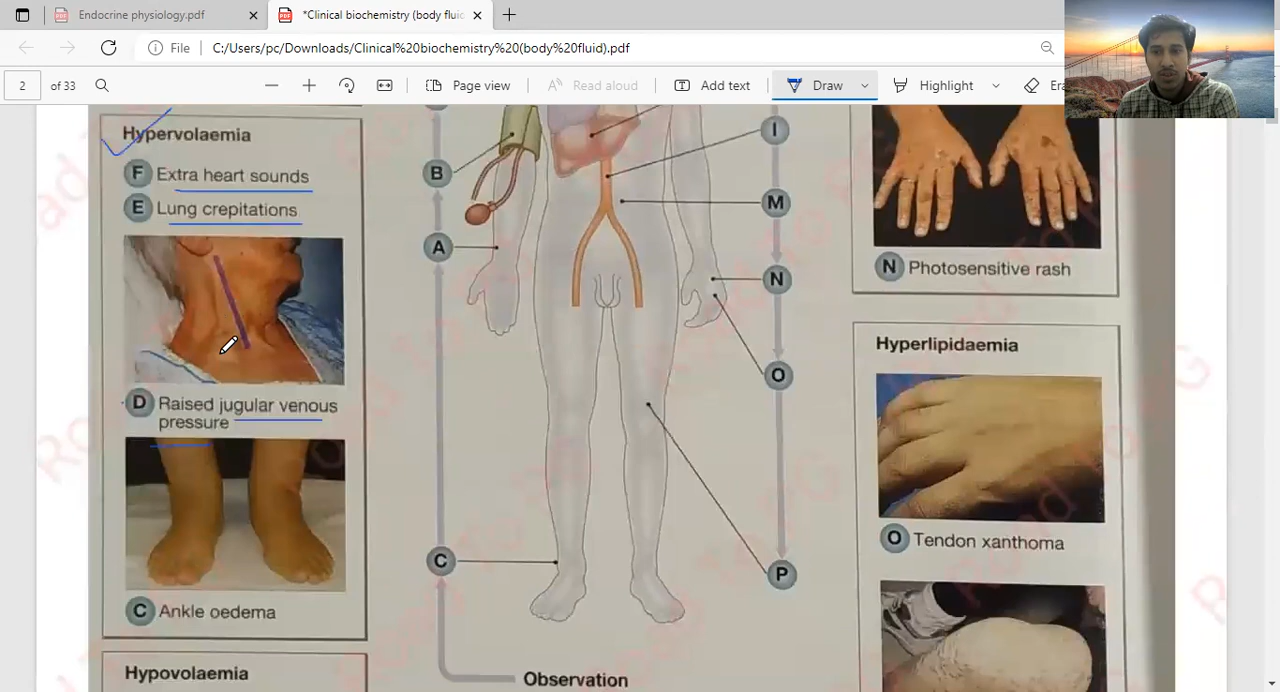 Endocrine physiology.pdf
*Clinical biochemistry (body fluid
File
C:/Users/pc/Downloads/Clinical%20biochemistry%20(body%20fluid).pdf
2 of 33
Page view
Read aloud
Add text
Draw
Highlight
Era
Hypervolaemia
F Extra heart sounds
E Lung crepitations
D Raised jugular venous
pressure
C Ankle oedema
Hypovolaemia
B
A
C
I
M
N
O
P
Observation
N Photosensitive rash
Hyperlipidaemia
O Tendon xanthoma